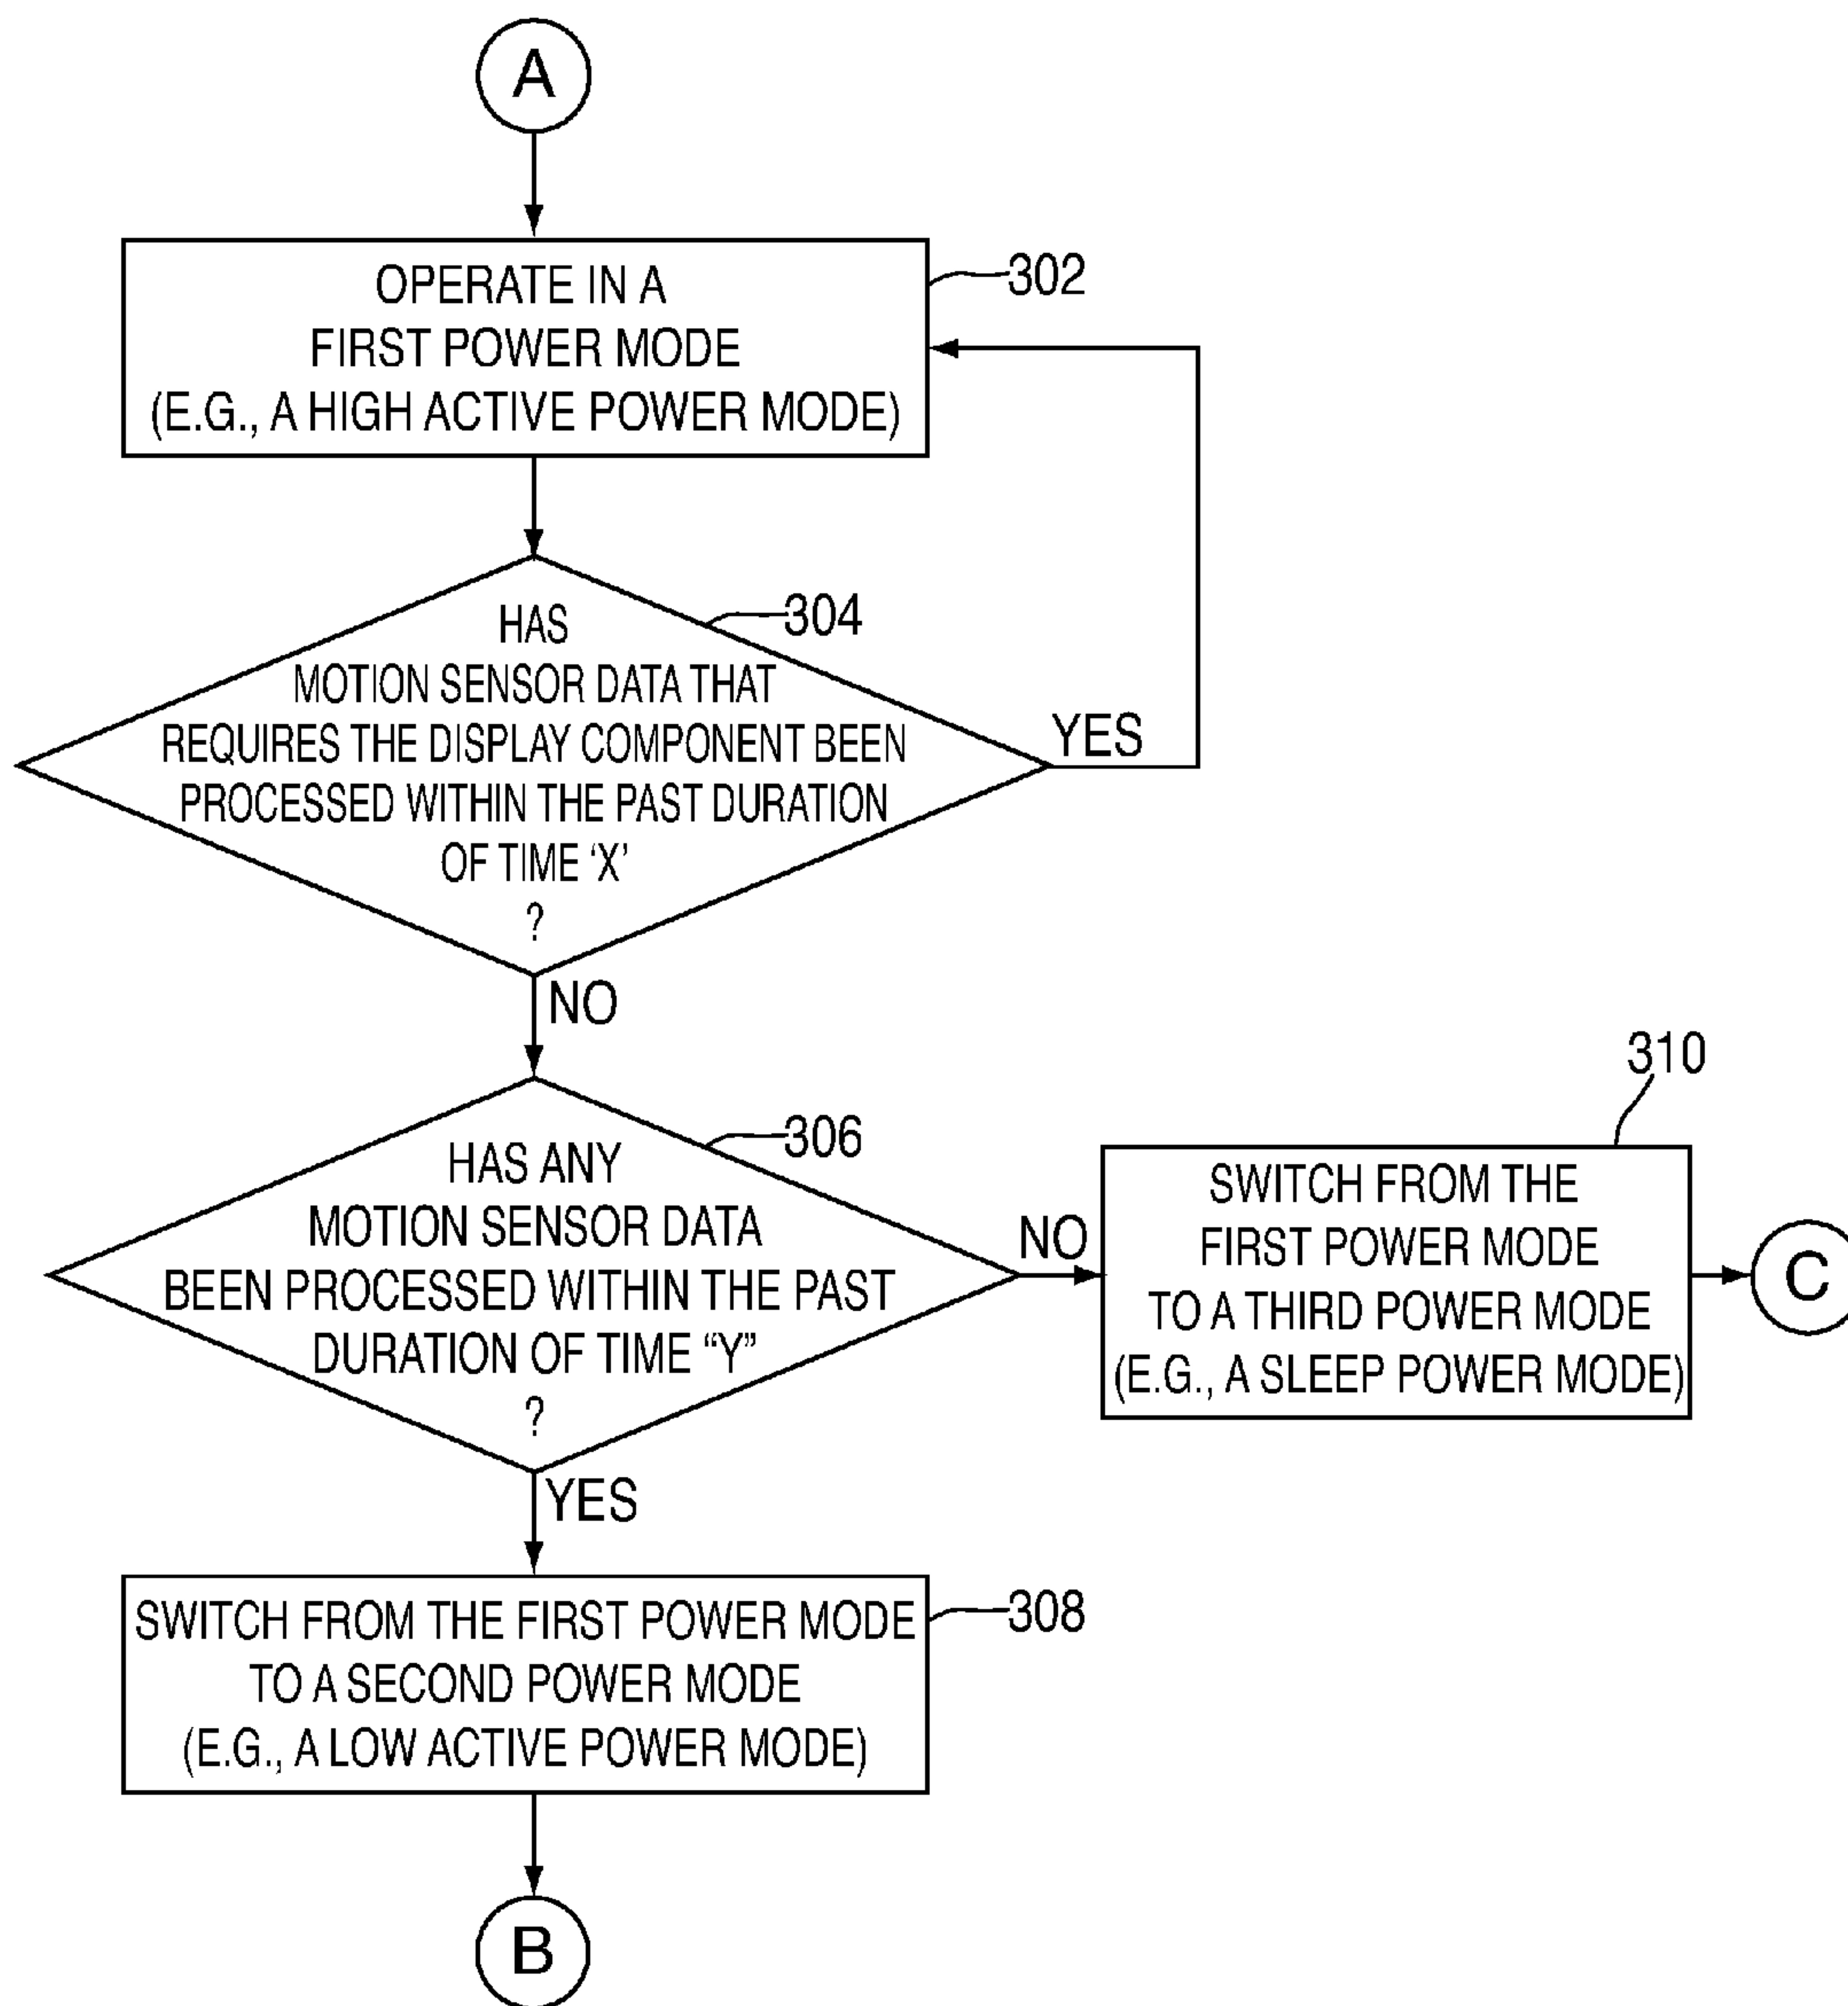 A
OPERATE IN A
FIRST POWER MODE
(E.G., A HIGH ACTIVE POWER MODE)
302
HAS
MOTION SENSOR DATA THAT
REQUIRES THE DISPLAY COMPONENT BEEN
PROCESSED WITHIN THE PAST DURATION
OF TIME ‘X’
?
304
YES
NO
HAS ANY
MOTION SENSOR DATA
BEEN PROCESSED WITHIN THE PAST
DURATION OF TIME “Y”
?
306
NO
310
SWITCH FROM THE
FIRST POWER MODE
TO A THIRD POWER MODE
(E.G., A SLEEP POWER MODE)
C
YES
SWITCH FROM THE FIRST POWER MODE
TO A SECOND POWER MODE
(E.G., A LOW ACTIVE POWER MODE)
308
B